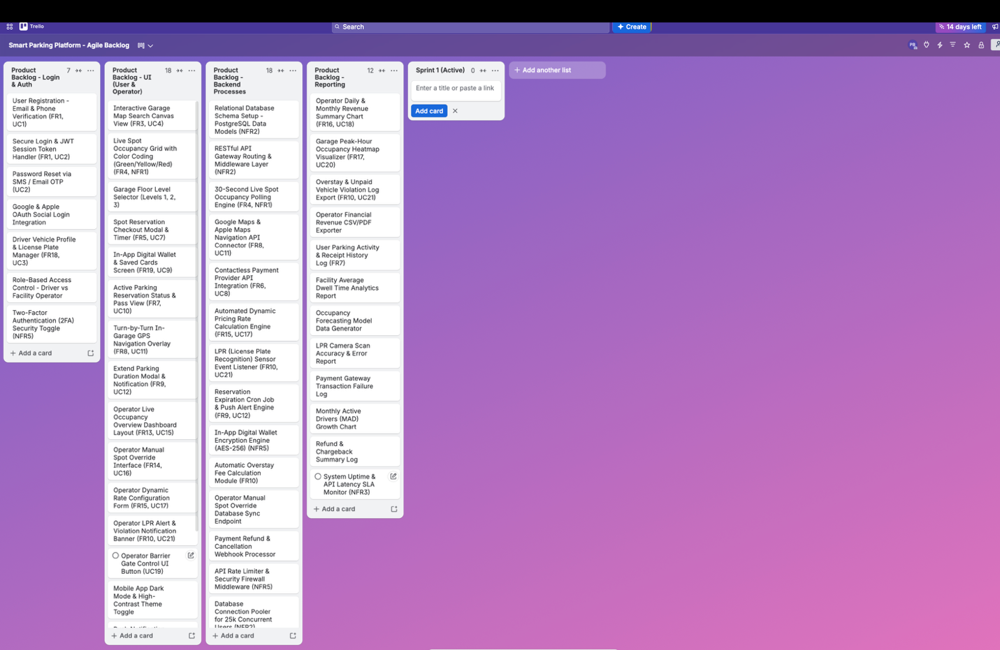 Trello
Search
Create
14 days left
Smart Parking Platform - Agile Backlog
PB
Product
Backlog - Login
& Auth
7
User Registration -
Email & Phone
Verification (FR1,
UC1)
Secure Login & JWT
Session Token
Handler (FR1, UC2)
Password Reset via
SMS / Email OTP
(UC2)
Google & Apple
OAuth Social Login
Integration
Driver Vehicle Profile
& License Plate
Manager (FR18,
UC3)
Role-Based Access
Control - Driver vs
Facility Operator
Two-Factor
Authentication (2FA)
Security Toggle
(NFR5)
Add a card
Product
Backlog - UI
(User &
Operator)
18
Interactive Garage
Map Search Canvas
View (FR3, UC4)
Live Spot
Occupancy Grid with
Color Coding
(Green/Yellow/Red)
(FR4, NFR1)
Garage Floor Level
Selector (Levels 1, 2,
3)
Spot Reservation
Checkout Modal &
Timer (FR5, UC7)
In-App Digital Wallet
& Saved Cards
Screen (FR19, UC9)
Active Parking
Reservation Status &
Pass View (FR7,
UC10)
Turn-by-Turn In-
Garage GPS
Navigation Overlay
(FR8, UC11)
Extend Parking
Duration Modal &
Notification (FR9,
UC12)
Operator Live
Occupancy
Overview Dashboard
Layout (FR13, UC15)
Operator Manual
Spot Override
Interface (FR14,
UC16)
Operator Dynamic
Rate Configuration
Form (FR15, UC17)
Operator LPR Alert &
Violation Notification
Banner (FR10, UC21)
Operator Barrier
Gate Control UI
Button (UC19)
Mobile App Dark
Mode & High-
Contrast Theme
Toggle
Add a card
Product
Backlog -
Backend
Processes
18
Relational Database
Schema Setup -
PostgreSQL Data
Models (NFR2)
RESTful API
Gateway Routing &
Middleware Layer
(NFR2)
30-Second Live Spot
Occupancy Polling
Engine (FR4, NFR1)
Google Maps &
Apple Maps
Navigation API
Connector (FR8,
UC11)
Contactless Payment
Provider API
Integration (FR6,
UC8)
Automated Dynamic
Pricing Rate
Calculation Engine
(FR15, UC17)
LPR (License Plate
Recognition) Sensor
Event Listener (FR10,
UC21)
Reservation
Expiration Cron Job
& Push Alert Engine
(FR9, UC12)
In-App Digital Wallet
Encryption Engine
(AES-256) (NFR5)
Automatic Overstay
Fee Calculation
Module (FR10)
Operator Manual
Spot Override
Database Sync
Endpoint
Payment Refund &
Cancellation
Webhook Processor
API Rate Limiter &
Security Firewall
Middleware (NFR5)
Database
Connection Pooler
for 25k Concurrent
Users (NFR2)
Add a card
Product
Backlog -
Reporting
12
Operator Daily &
Monthly Revenue
Summary Chart
(FR16, UC18)
Garage Peak-Hour
Occupancy Heatmap
Visualizer (FR17,
UC20)
Overstay & Unpaid
Vehicle Violation Log
Export (FR10, UC21)
Operator Financial
Revenue CSV/PDF
Exporter
User Parking Activity
& Receipt History
Log (FR7)
Facility Average
Dwell Time Analytics
Report
Occupancy
Forecasting Model
Data Generator
LPR Camera Scan
Accuracy & Error
Report
Payment Gateway
Transaction Failure
Log
Monthly Active
Drivers (MAD)
Growth Chart
Refund &
Chargeback
Summary Log
System Uptime &
API Latency SLA
Monitor (NFR3)
Add a card
Sprint 1 (Active)
0
Enter a title or paste a link
Add card
Add another list